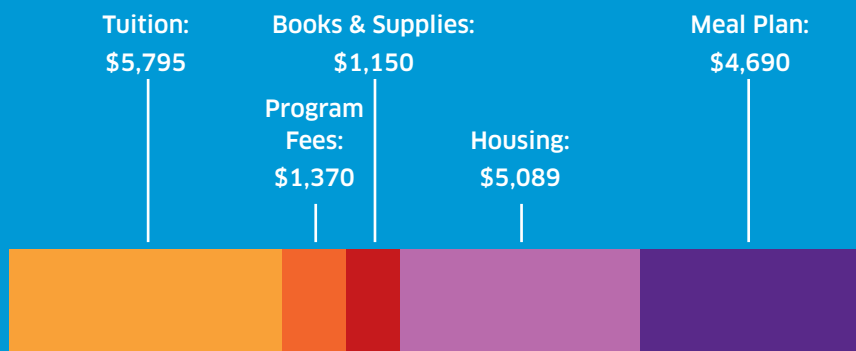 Tuition:
$5,795
Books & Supplies:
$1,150
Program
Fees:
$1,370
Housing:
$5,089
Meal Plan:
$4,690